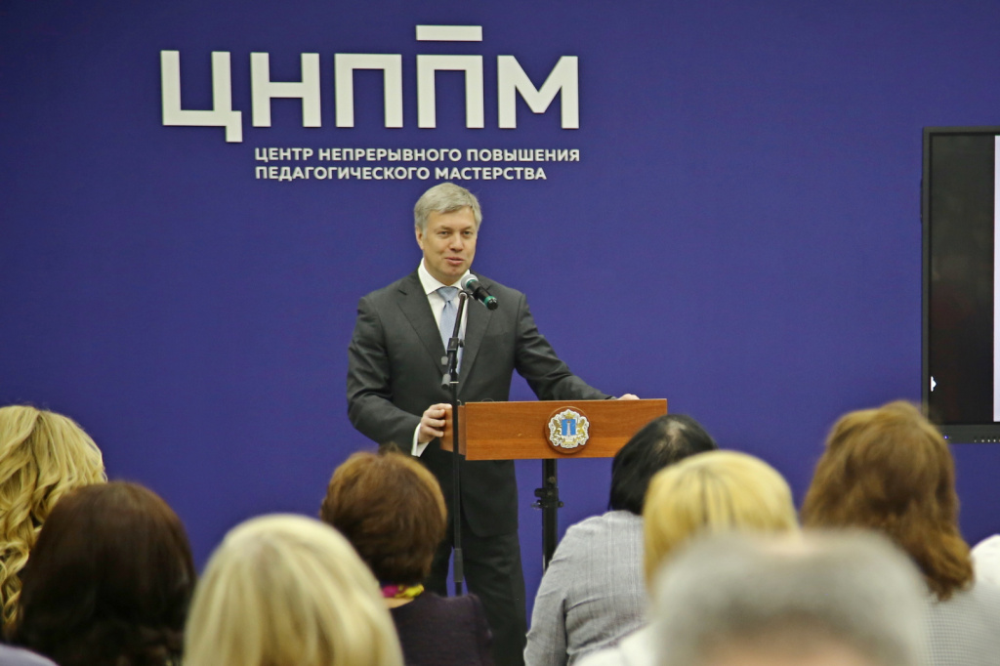 ЦНППМ
ЦЕНТР НЕПРЕРЫВНОГО ПОВЫШЕНИЯ
ПЕДАГОГИЧЕСКОГО МАСТЕРСТВА